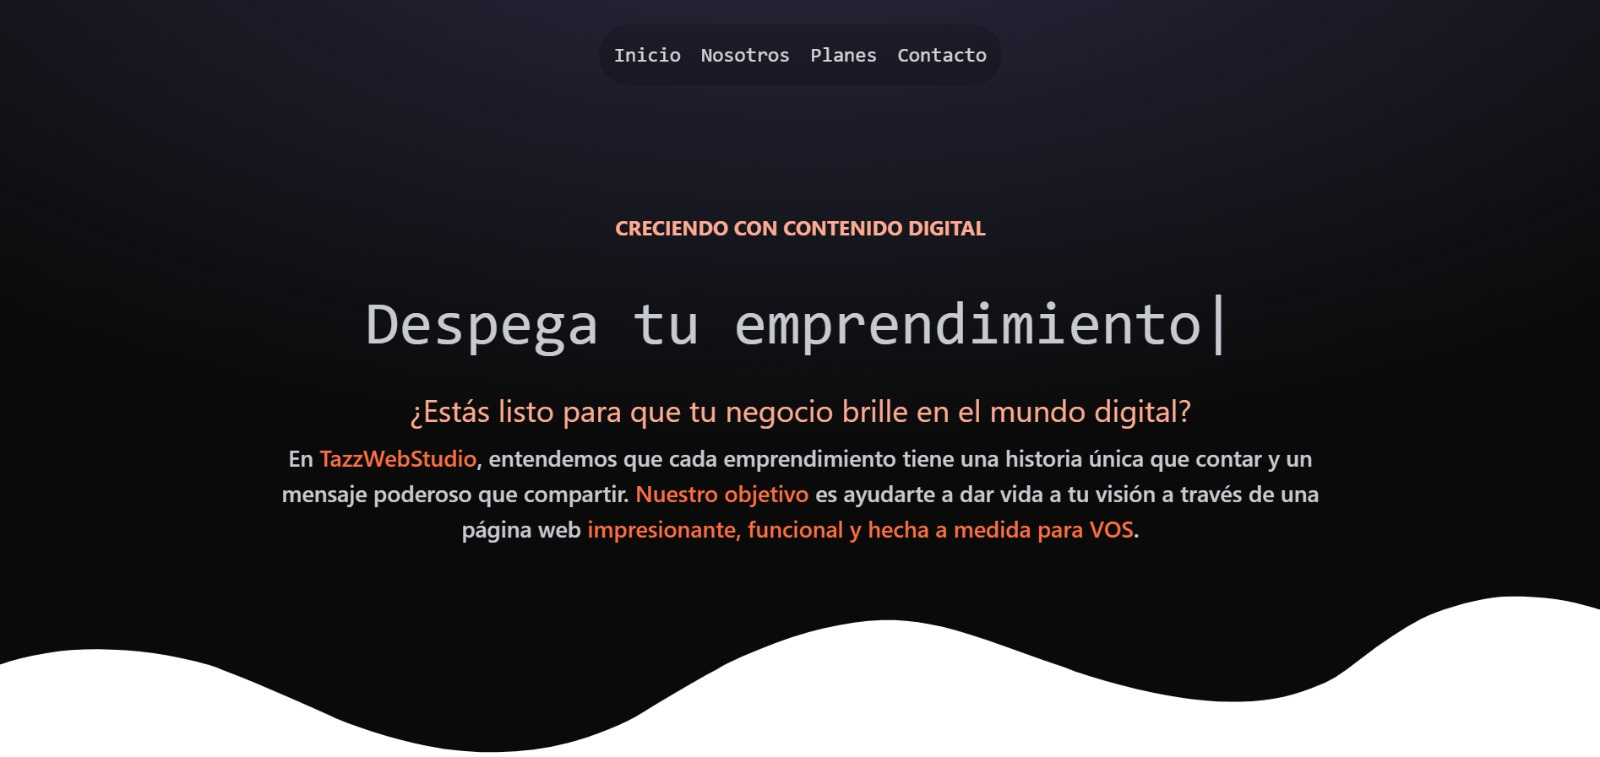 Inicio Nosotros Planes Contacto
CRECIENDO CON CONTENIDO DIGITAL
Despega tu emprendimiento|
¿Estás listo para que tu negocio brille en el mundo digital?
En TazzWebStudio, entendemos que cada emprendimiento tiene una historia única que contar y un
mensaje poderoso que compartir. Nuestro objetivo es ayudarte a dar vida a tu visión a través de una
página web impresionante, funcional y hecha a medida para VOS.